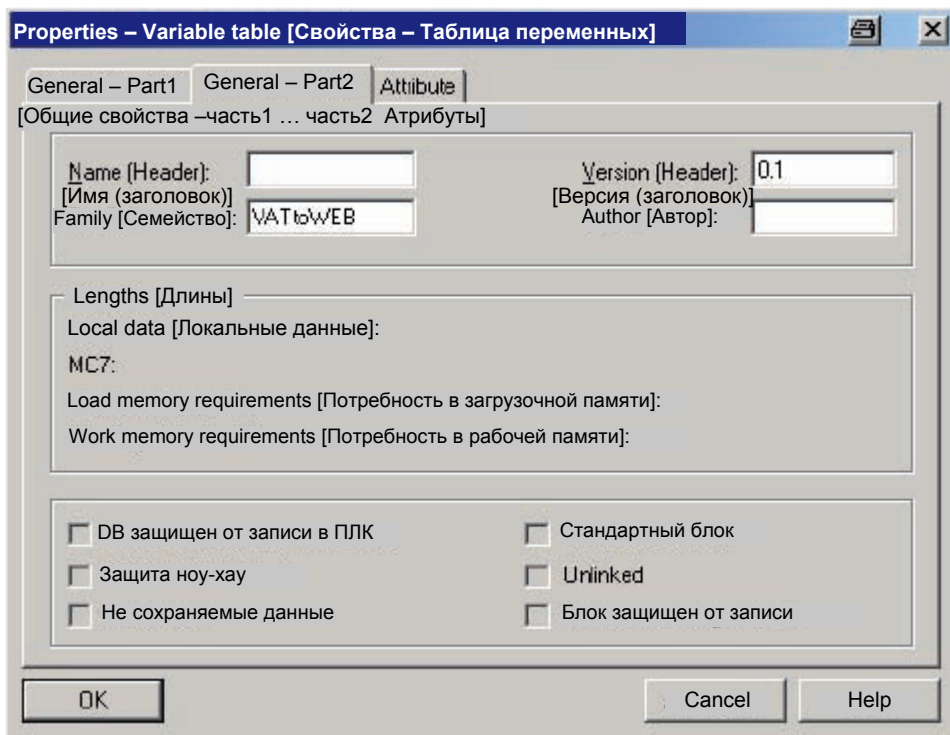 Properties – Variable table [Свойства – Таблица переменных]
General – Part1 General – Part2 Attribute
[Общие свойства –часть1 … часть2 Атрибуты]
Name (Header): Version (Header): 0.1
[Имя (заголовок)] [Версия (заголовок)]
Family [Семейство]: VATtoWEB Author [Автор]:
Lengths [Длины]
Local data [Локальные данные]:
MC7:
Load memory requirements [Потребность в загрузочной памяти]:
Work memory requirements [Потребность в рабочей памяти]:
DB защищен от записи в ПЛК Стандартный блок
Защита ноу-хау Unlinked
Не сохраняемые данные Блок защищен от записи
OK Cancel Help